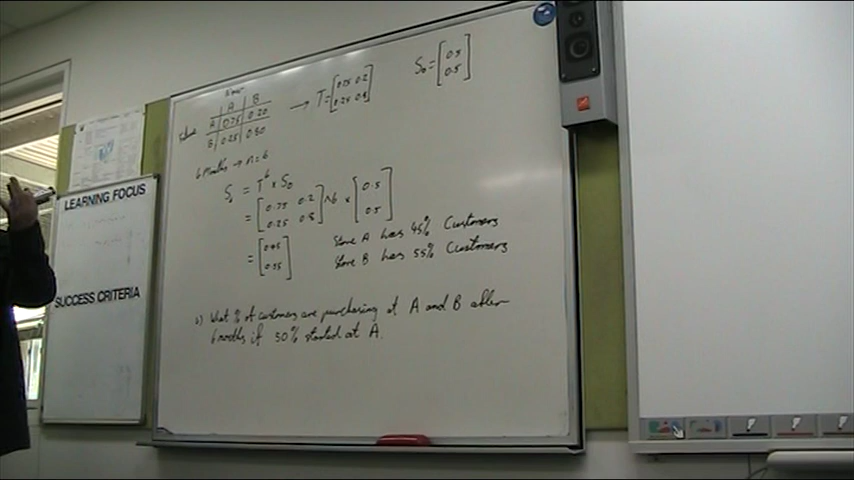 LEARNING FOCUS
SUCCESS CRITERIA
Now
A B
Future A 0.75 0.20
B 0.25 0.80
→ T = [0.75 0.2
0.25 0.8]
S₀ = [0.5
0.5]
6 Months → n = 6
S₆ = T⁶ × S₀
= [0.75 0.2
0.25 0.8] ^6 × [0.5
0.5]
= [0.45
0.55]
Store A has 45% Customers
Store B has 55% Customers
b) What % of customers are purchasing at A and B after
6 months if 50% started at A.